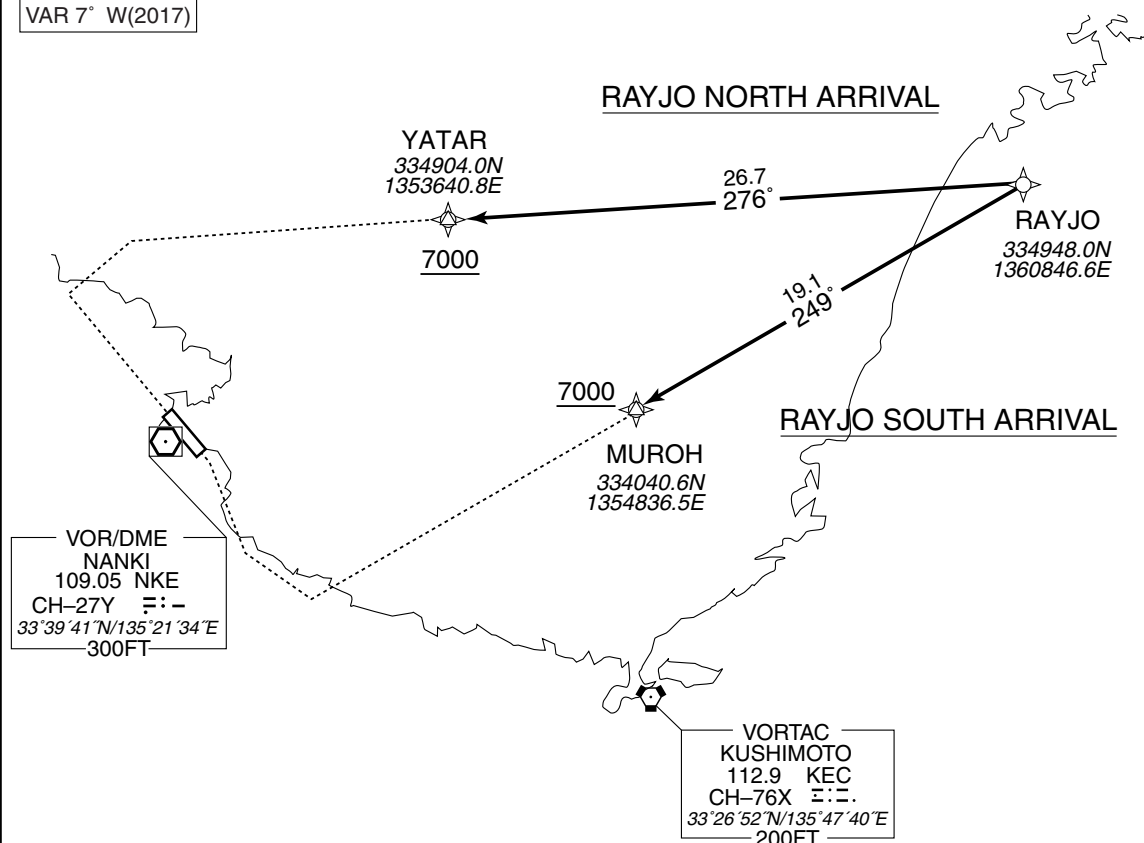 VAR 7° W(2017)
RAYJO NORTH ARRIVAL
YATAR
334904.0N
1353640.8E
7000
26.7
276°
RAYJO
334948.0N
1360846.6E
19.1
249°
7000
MUROH
334040.6N
1354836.5E
RAYJO SOUTH ARRIVAL
VOR/DME
NANKI
109.05 NKE
CH–27Y
33°39´41˝N/135°21´34˝E
300FT
VORTAC
KUSHIMOTO
112.9 KEC
CH–76X
33°26´52˝N/135°47´40˝E
200FT